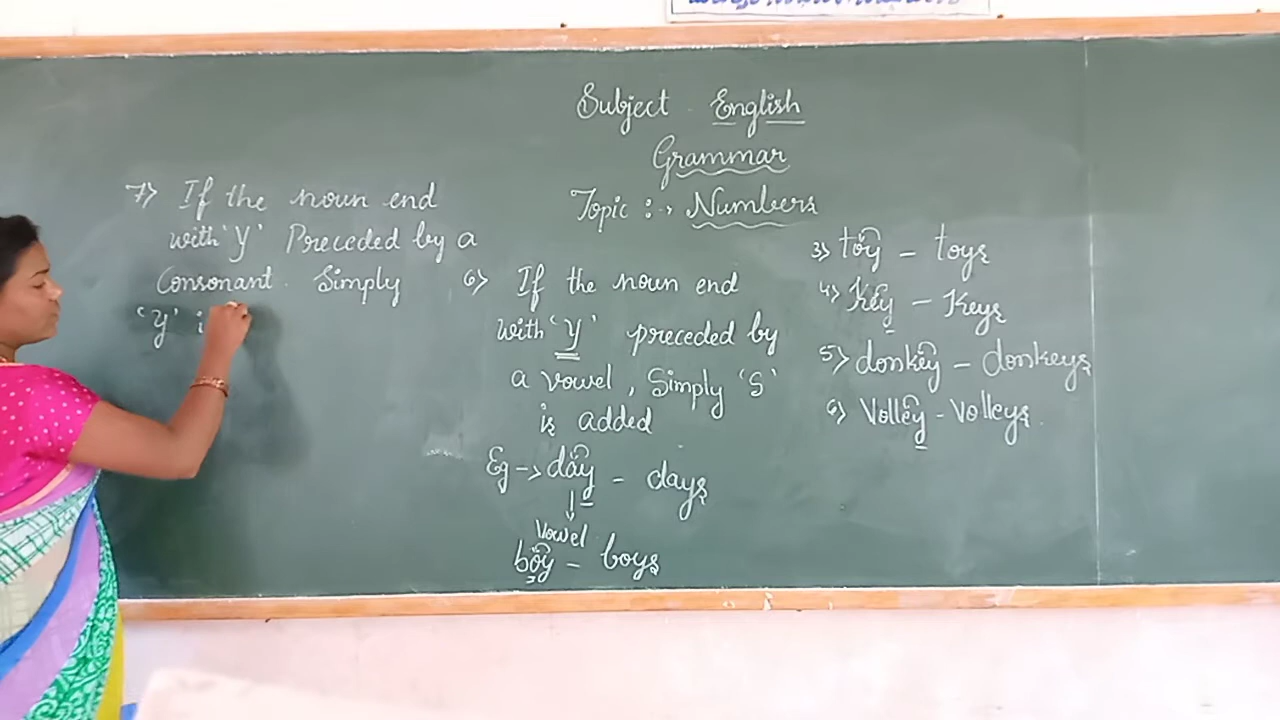 Subject - English
Grammar
Topic :-> Numbers
7> If the noun end
with 'Y' Preceded by a
Consonant. Simply
'Y' i
6> If the noun end
with 'Y' preceded by
a vowel, Simply 'S'
is added
Eg -> day - days
Vowel
boy - boys
3> toy - toys
4> Key - Keys
5> donkey - donkeys
6> Volley - Volleys.